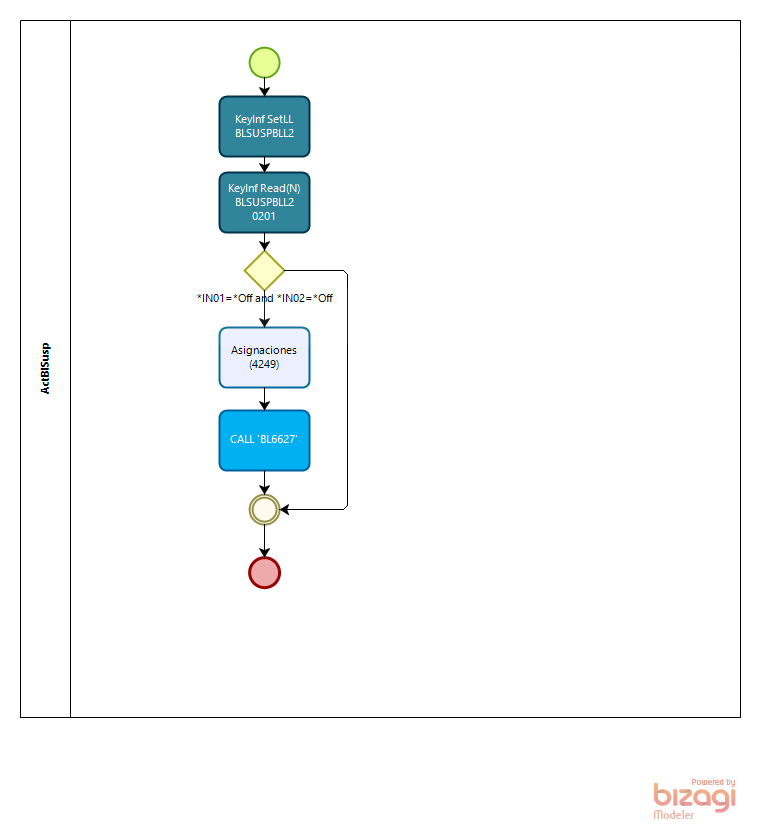 KeyInf SetLL
BLSUSPBLL2
KeyInf Read(N)
BLSUSPBLL2
0201
*IN01=*Off and *IN02=*Off
Asignaciones
(4249)
ActBlSusp
CALL 'BL6627'
Powered by
bizagi
Modeler